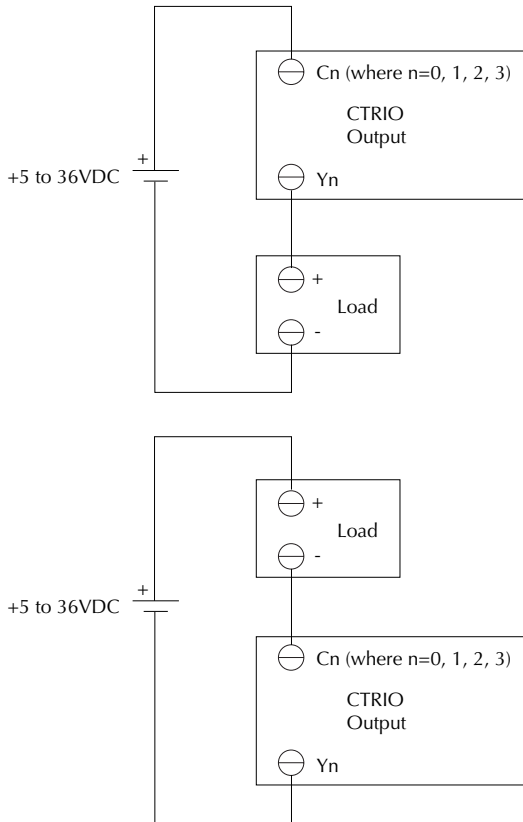 Cn (where n=0, 1, 2, 3)
CTRIO
Output
+
+5 to 36VDC
Yn
+
Load
-
+
Load
-
+
+5 to 36VDC
Cn (where n=0, 1, 2, 3)
CTRIO
Output
Yn